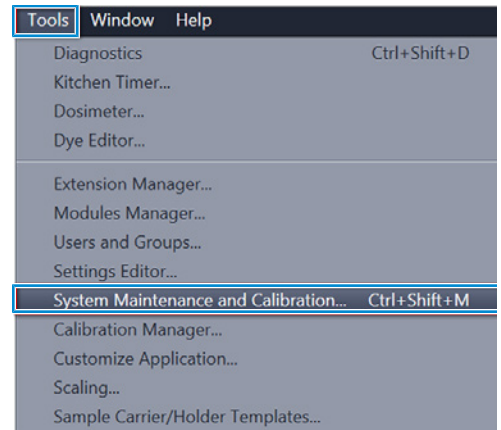 Tools Window Help
Diagnostics Ctrl+Shift+D
Kitchen Timer...
Dosimeter...
Dye Editor...
Extension Manager...
Modules Manager...
Users and Groups...
Settings Editor...
System Maintenance and Calibration... Ctrl+Shift+M
Calibration Manager...
Customize Application...
Scaling...
Sample Carrier/Holder Templates...